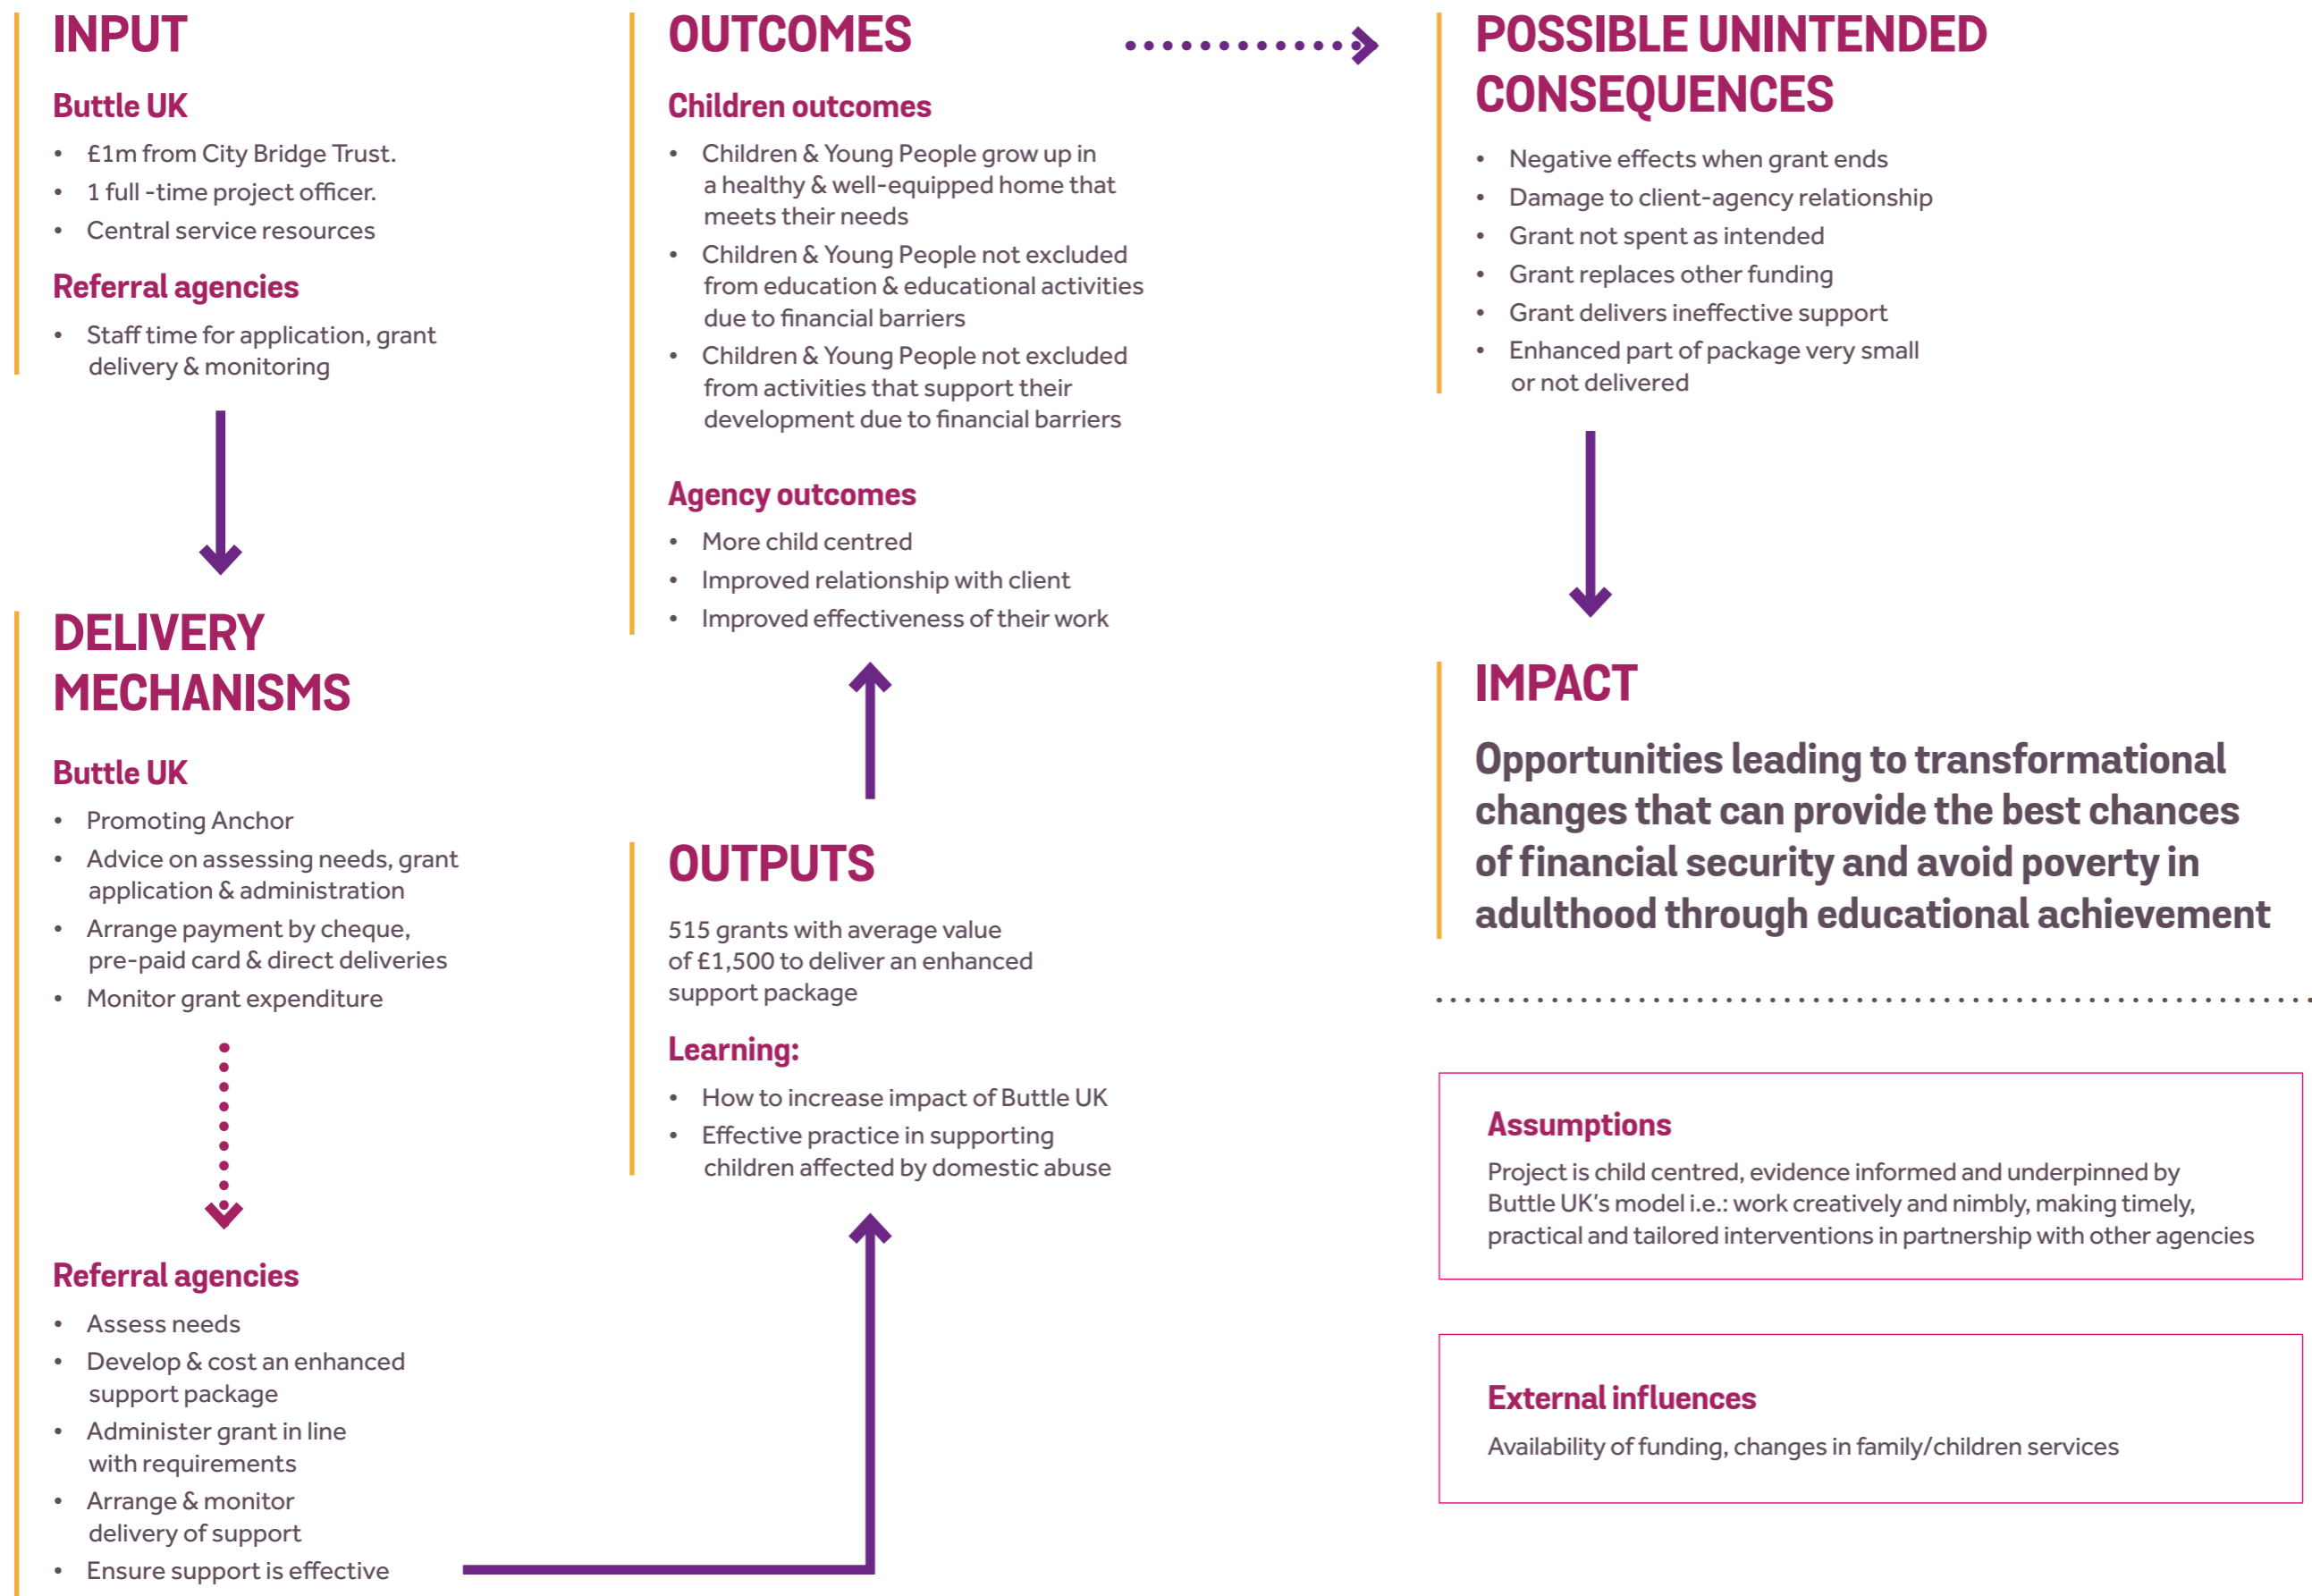 INPUT
Buttle UK
• £1m from City Bridge Trust.
• 1 full -time project officer.
• Central service resources
Referral agencies
• Staff time for application, grant
delivery & monitoring
DELIVERY
MECHANISMS
Buttle UK
• Promoting Anchor
• Advice on assessing needs, grant
application & administration
• Arrange payment by cheque,
pre-paid card & direct deliveries
• Monitor grant expenditure
Referral agencies
• Assess needs
• Develop & cost an enhanced
support package
• Administer grant in line
with requirements
• Arrange & monitor
delivery of support
• Ensure support is effective
OUTCOMES
Children outcomes
• Children & Young People grow up in
a healthy & well-equipped home that
meets their needs
• Children & Young People not excluded
from education & educational activities
due to financial barriers
• Children & Young People not excluded
from activities that support their
development due to financial barriers
Agency outcomes
• More child centred
• Improved relationship with client
• Improved effectiveness of their work
OUTPUTS
515 grants with average value
of £1,500 to deliver an enhanced
support package
Learning:
• How to increase impact of Buttle UK
• Effective practice in supporting
children affected by domestic abuse
POSSIBLE UNINTENDED
CONSEQUENCES
• Negative effects when grant ends
• Damage to client-agency relationship
• Grant not spent as intended
• Grant replaces other funding
• Grant delivers ineffective support
• Enhanced part of package very small
or not delivered
IMPACT
Opportunities leading to transformational
changes that can provide the best chances
of financial security and avoid poverty in
adulthood through educational achievement
Assumptions
Project is child centred, evidence informed and underpinned by
Buttle UK's model i.e.: work creatively and nimbly, making timely,
practical and tailored interventions in partnership with other agencies
External influences
Availability of funding, changes in family/children services